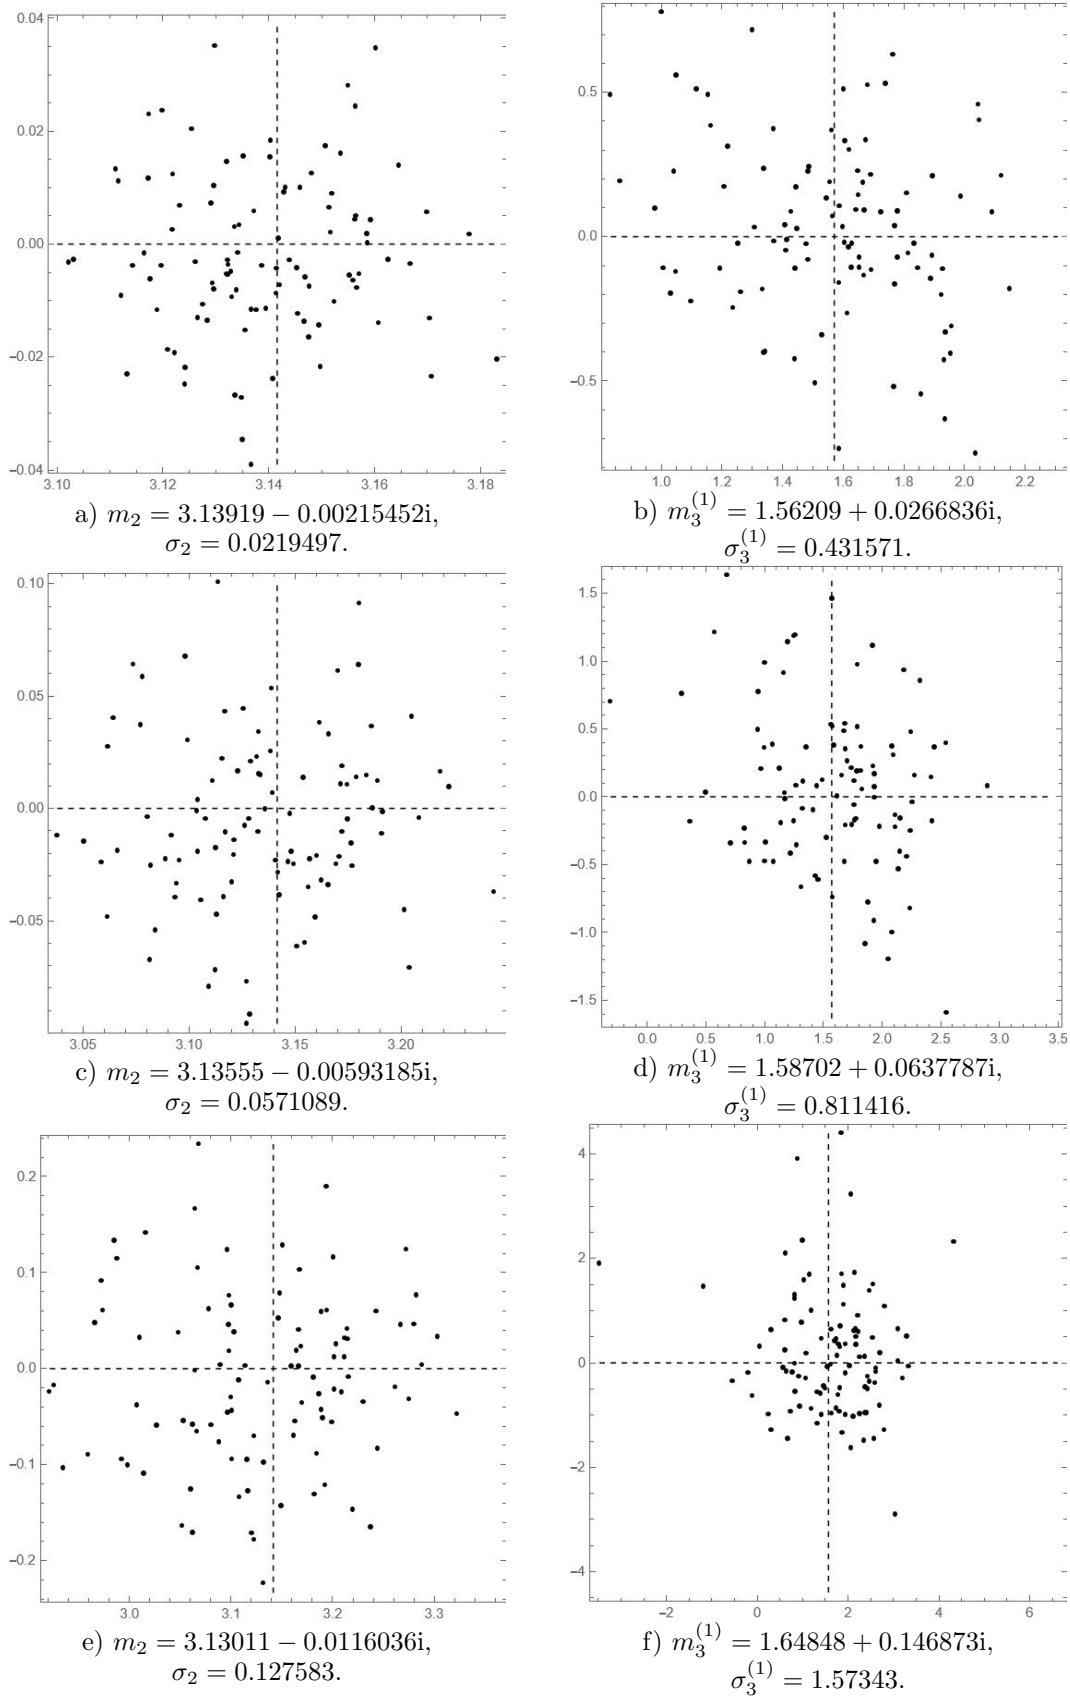 0.04
0.02
0.00
−0.02
−0.04
3.10 3.12 3.14 3.16 3.18
a) m₂ = 3.13919 − 0.00215452i,
σ₂ = 0.0219497.
0.5
0.0
−0.5
1.0 1.2 1.4 1.6 1.8 2.0 2.2
b) m₃⁽¹⁾ = 1.56209 + 0.0266836i,
σ₃⁽¹⁾ = 0.431571.
0.10
0.05
0.00
−0.05
3.05 3.10 3.15 3.20
c) m₂ = 3.13555 − 0.00593185i,
σ₂ = 0.0571089.
1.5
1.0
0.5
0.0
−0.5
−1.0
−1.5
0.0 0.5 1.0 1.5 2.0 2.5 3.0 3.5
d) m₃⁽¹⁾ = 1.58702 + 0.0637787i,
σ₃⁽¹⁾ = 0.811416.
0.2
0.1
0.0
−0.1
−0.2
3.0 3.1 3.2 3.3
e) m₂ = 3.13011 − 0.0116036i,
σ₂ = 0.127583.
4
2
0
−2
−4
−2 0 2 4 6
f) m₃⁽¹⁾ = 1.64848 + 0.146873i,
σ₃⁽¹⁾ = 1.57343.